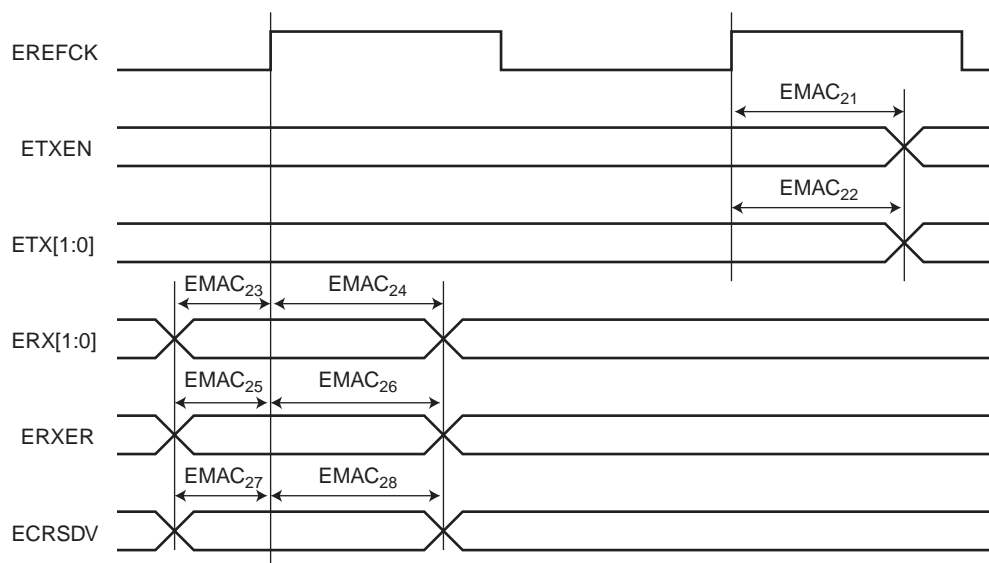 EREFCK
EMAC21
ETXEN
EMAC22
ETX[1:0]
EMAC23 EMAC24
ERX[1:0]
EMAC25 EMAC26
ERXER
EMAC27 EMAC28
ECRSDV